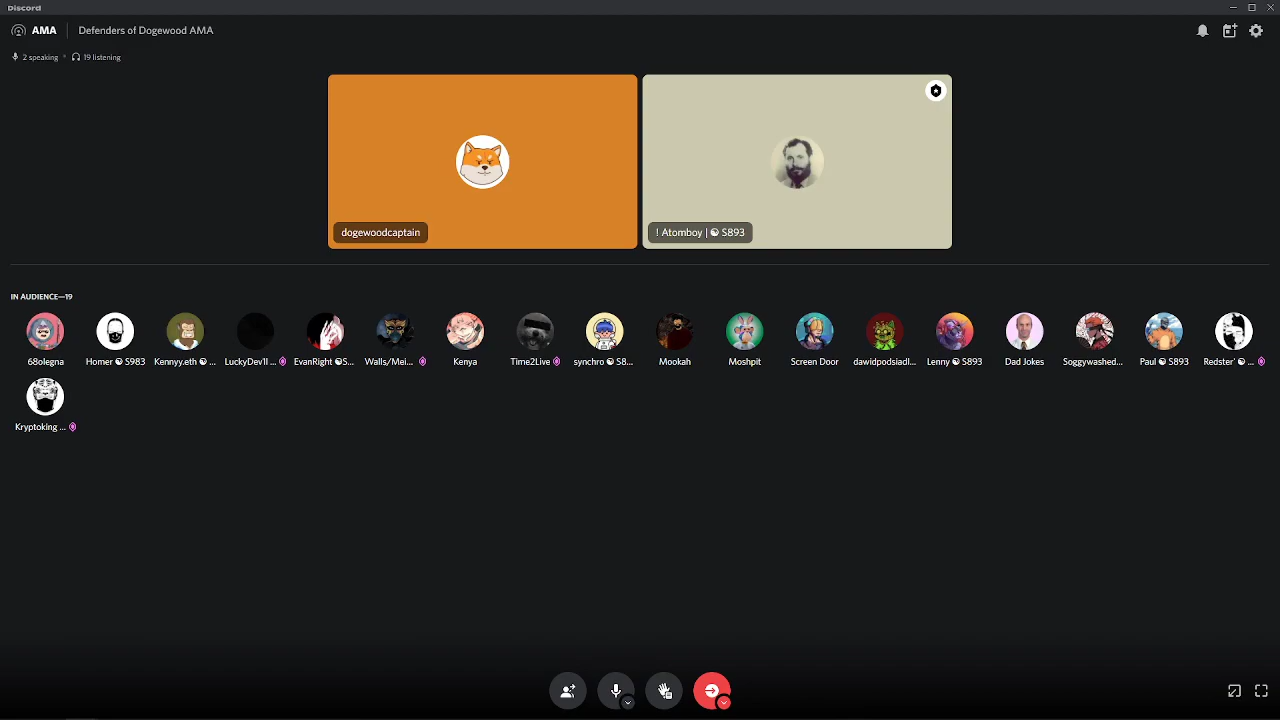 Discord
AMA Defenders of Dogewood AMA
2 speaking • 19 listening
dogewoodcaptain
! Atomboy | ☯ S893
IN AUDIENCE—19
68olegna Homer ☯ S983 Kennyy.eth ☯ ... LuckyDev1l ... EvanRight ☯S... Walls/Mei... Kenya Time2Live synchro ☯ S8... Mookah Moshpit Screen Door dawidpodsiadl... Lenny ☯ S893 Dad Jokes Soggywashed... Paul ☯ S893 Redster' ☯ ...
Kryptoking ...